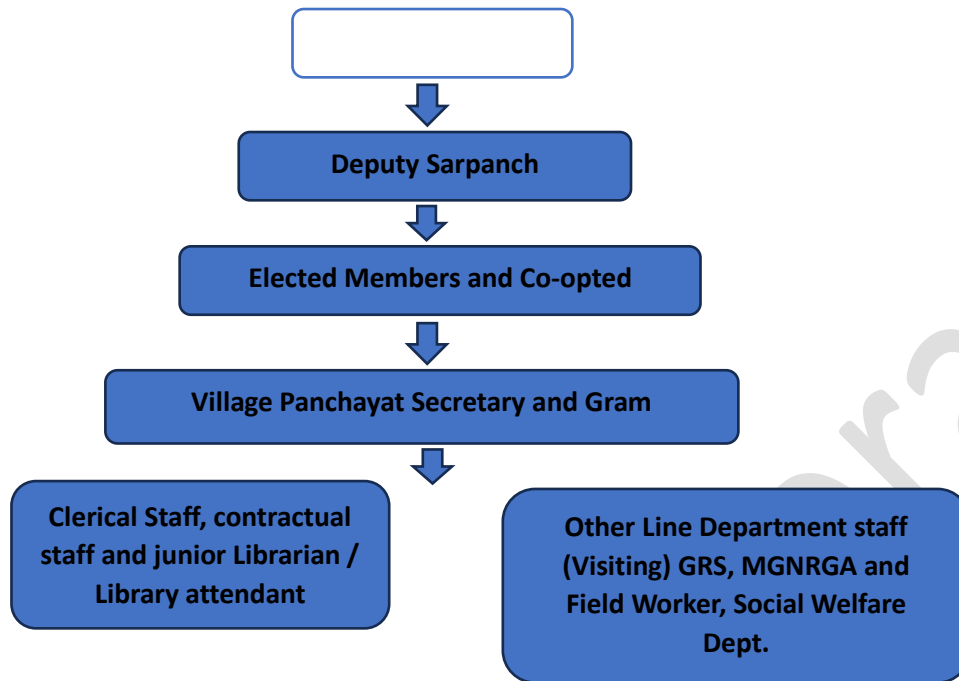 Deputy Sarpanch
Elected Members and Co-opted
Village Panchayat Secretary and Gram
Clerical Staff, contractual
staff and junior Librarian /
Library attendant
Other Line Department staff
(Visiting) GRS, MGNRGA and
Field Worker, Social Welfare
Dept.